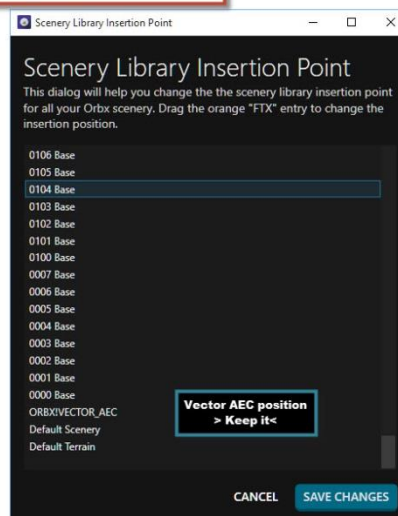 Scenery Library Insertion Point
Scenery Library Insertion Point
This dialog will help you change the the scenery library insertion point
for all your Orbx scenery. Drag the orange "FTX" entry to change the
insertion position.
0106 Base
0105 Base
0104 Base
0103 Base
0102 Base
0101 Base
0100 Base
0007 Base
0006 Base
0005 Base
0004 Base
0003 Base
0002 Base
0001 Base
0000 Base
ORBX!VECTOR_AEC
Default Scenery
Default Terrain
Vector AEC position
> Keep it<
CANCEL SAVE CHANGES